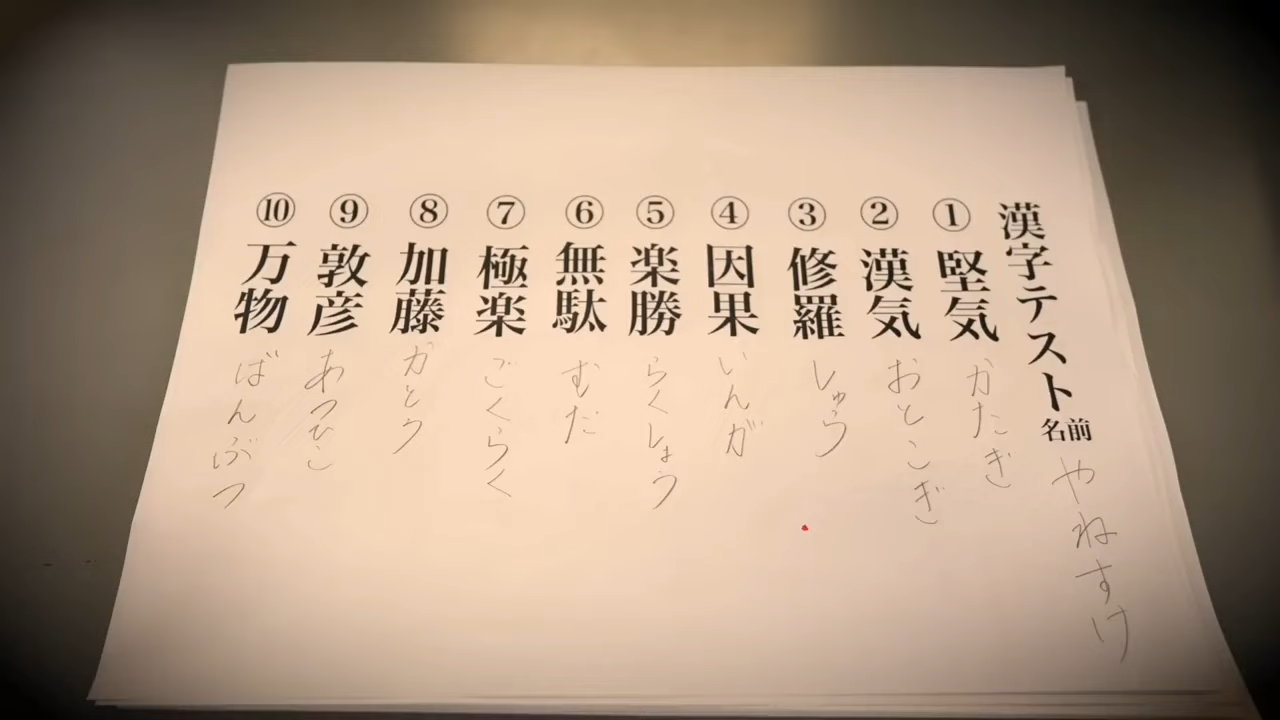 漢字テスト 名前 やねすけ
① 堅気 かたぎ
② 漢気 おとこぎ
③ 修羅 しゅう
④ 因果 いんが
⑤ 楽勝 らくしょう
⑥ 無駄 むだ
⑦ 極楽 ごくらく
⑧ 加藤 かとう
⑨ 敦彦 あつひこ
⑩ 万物 ばんぶつ